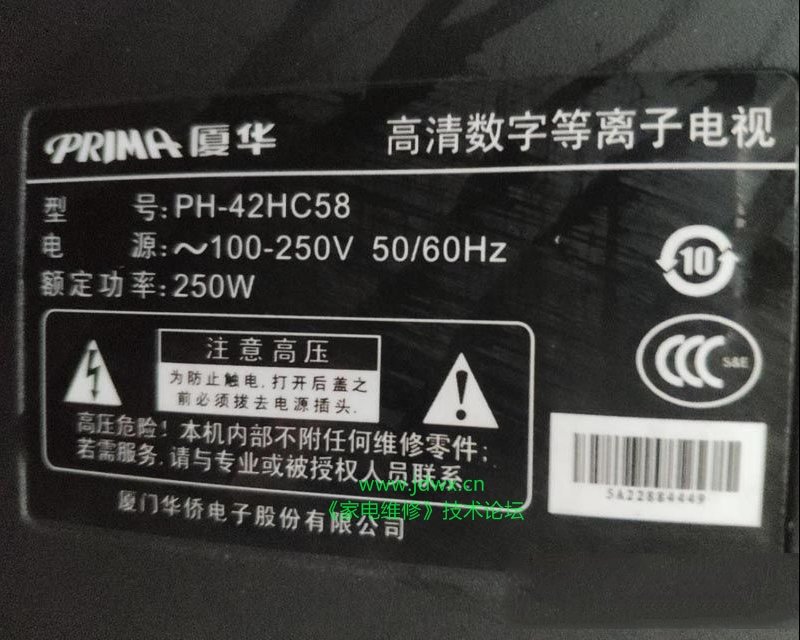 PRIMA 厦华
高清数字等离子电视
型 号:PH-42HC58
电 源:～100-250V 50/60Hz
额定功率:250W
10
CCC S&E
注意高压
为防止触电,打开后盖之
前必须拔去电源插头.
高压危险!本机内部不附任何维修零件;
若需服务,请与专业或被授权人员联系
5A22884449
www.jdwx.cn
《家电维修》技术论坛
厦门华侨电子股份有限公司